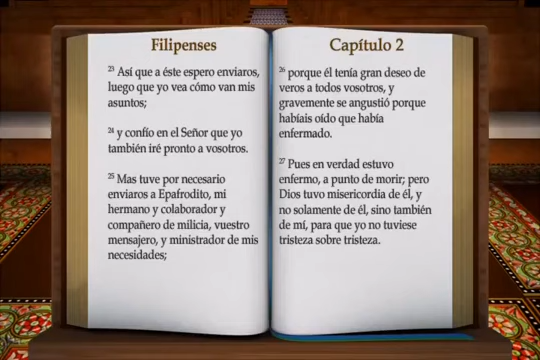 Filipenses
23 Así que a éste espero enviaros,
luego que yo vea cómo van mis
asuntos;
24 y confío en el Señor que yo
también iré pronto a vosotros.
25 Mas tuve por necesario
enviaros a Epafrodito, mi
hermano y colaborador y
compañero de milicia, vuestro
mensajero, y ministrador de mis
necesidades;
Capítulo 2
26 porque él tenía gran deseo de
veros a todos vosotros, y
gravemente se angustió porque
habíais oído que había
enfermado.
27 Pues en verdad estuvo
enfermo, a punto de morir; pero
Dios tuvo misericordia de él, y
no solamente de él, sino también
de mí, para que yo no tuviese
tristeza sobre tristeza.